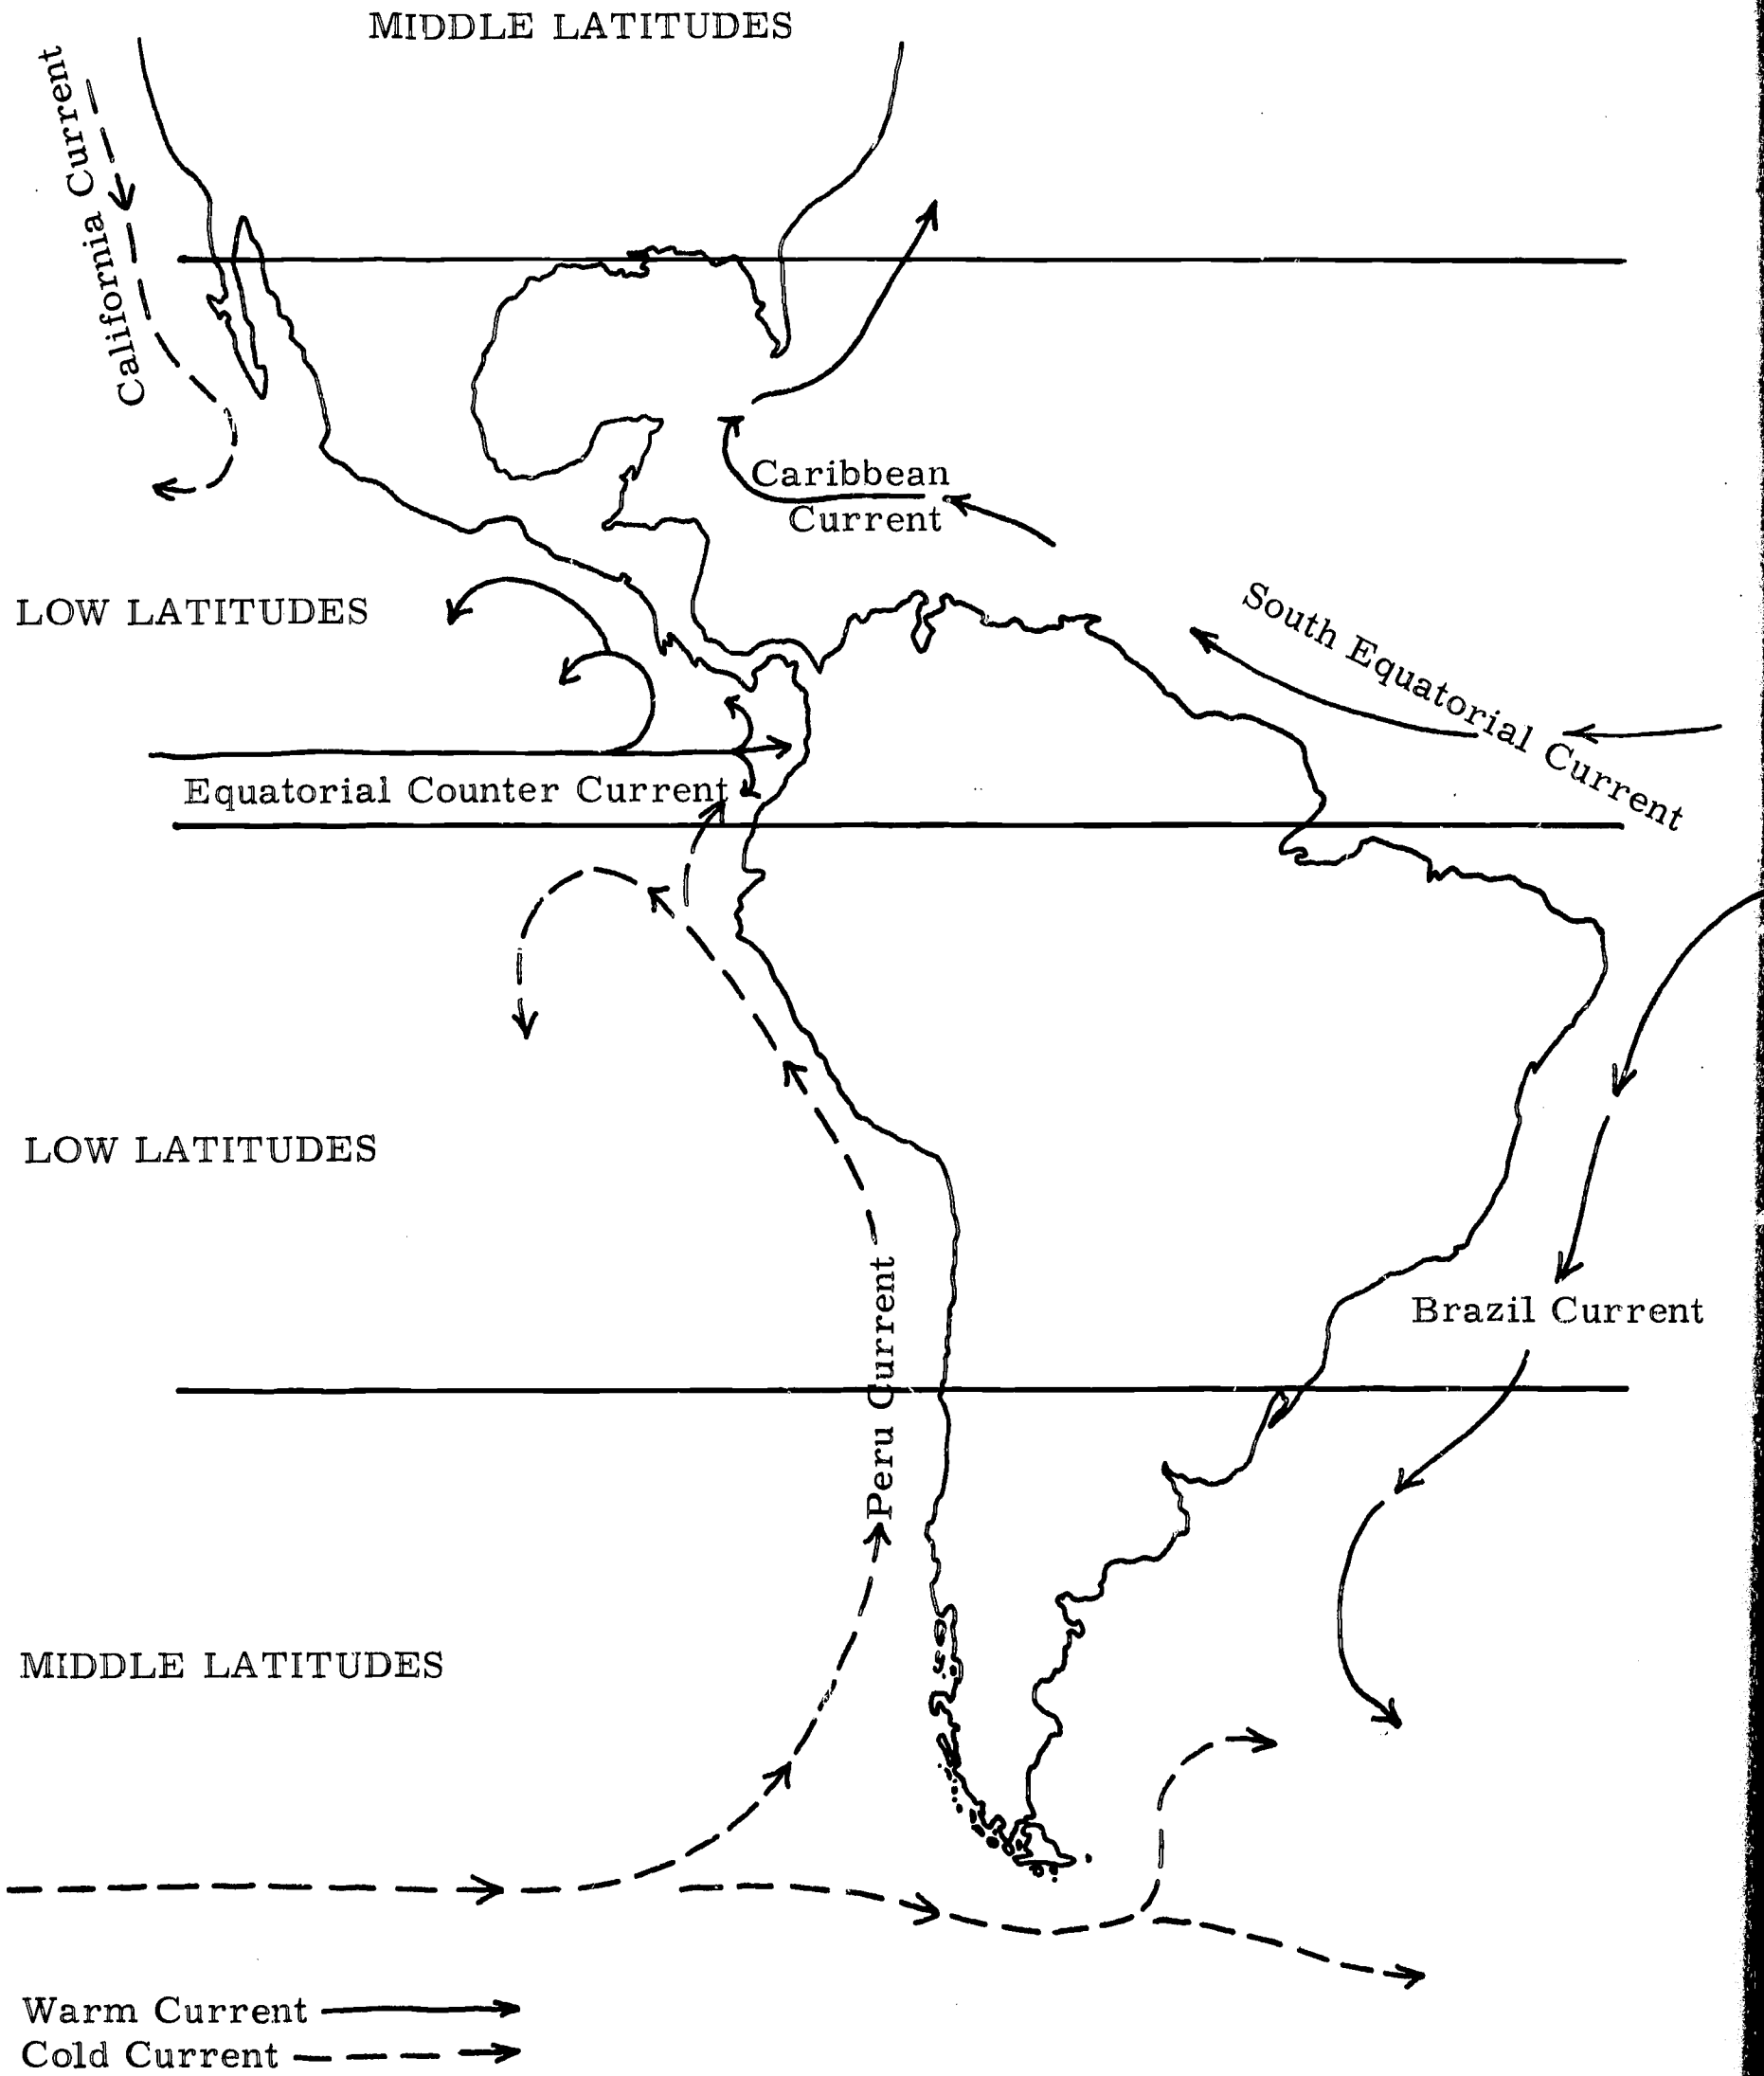 MIDDLE LATITUDES
California Current
Caribbean
Current
LOW LATITUDES
South Equatorial Current
Equatorial Counter Current
LOW LATITUDES
Peru Current
Brazil Current
MIDDLE LATITUDES
Warm Current
Cold Current